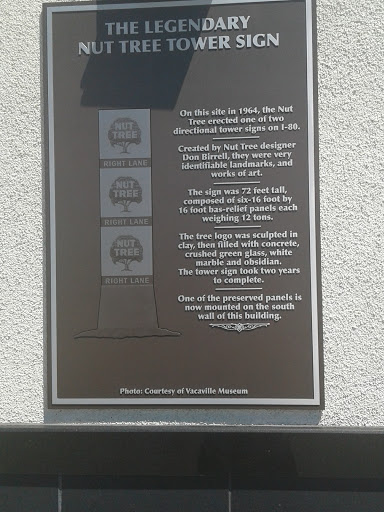 THE LEGENDARY
NUT TREE TOWER SIGN
NUT
TREE
RIGHT LANE
NUT
TREE
RIGHT LANE
NUT
TREE
RIGHT LANE
On this site in 1964, the Nut
Tree erected one of two
directional tower signs on I-80.
Created by Nut Tree designer
Don Birrell, they were very
identifiable landmarks, and
works of art.
The sign was 72 feet tall,
composed of six-16 foot by
16 foot bas-relief panels each
weighing 12 tons.
The tree logo was sculpted in
clay, then filled with concrete,
crushed green glass, white
marble and obsidian.
The tower sign took two years
to complete.
One of the preserved panels is
now mounted on the south
wall of this building.
Photo: Courtesy of Vacaville Museum